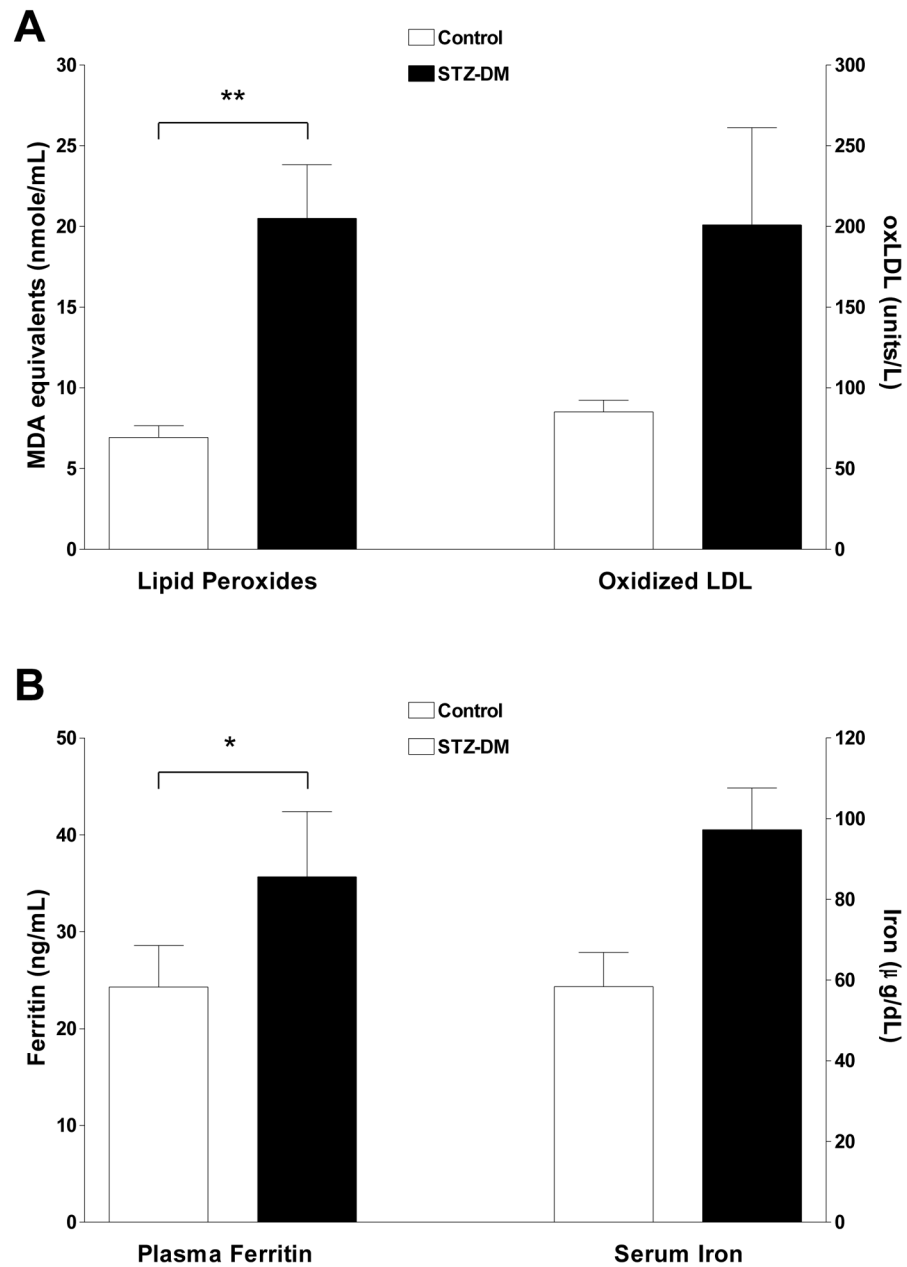 A
Control
STZ-DM
30
25
20
15
10
5
0
MDA equivalents (nmole/mL)
**
300
250
200
150
100
50
0
oxLDL (units/L)
Lipid Peroxides
Oxidized LDL
B
Control
STZ-DM
50
40
30
20
10
0
Ferritin (ng/mL)
*
120
100
80
60
40
20
0
Iron (μg/dL)
Plasma Ferritin
Serum Iron